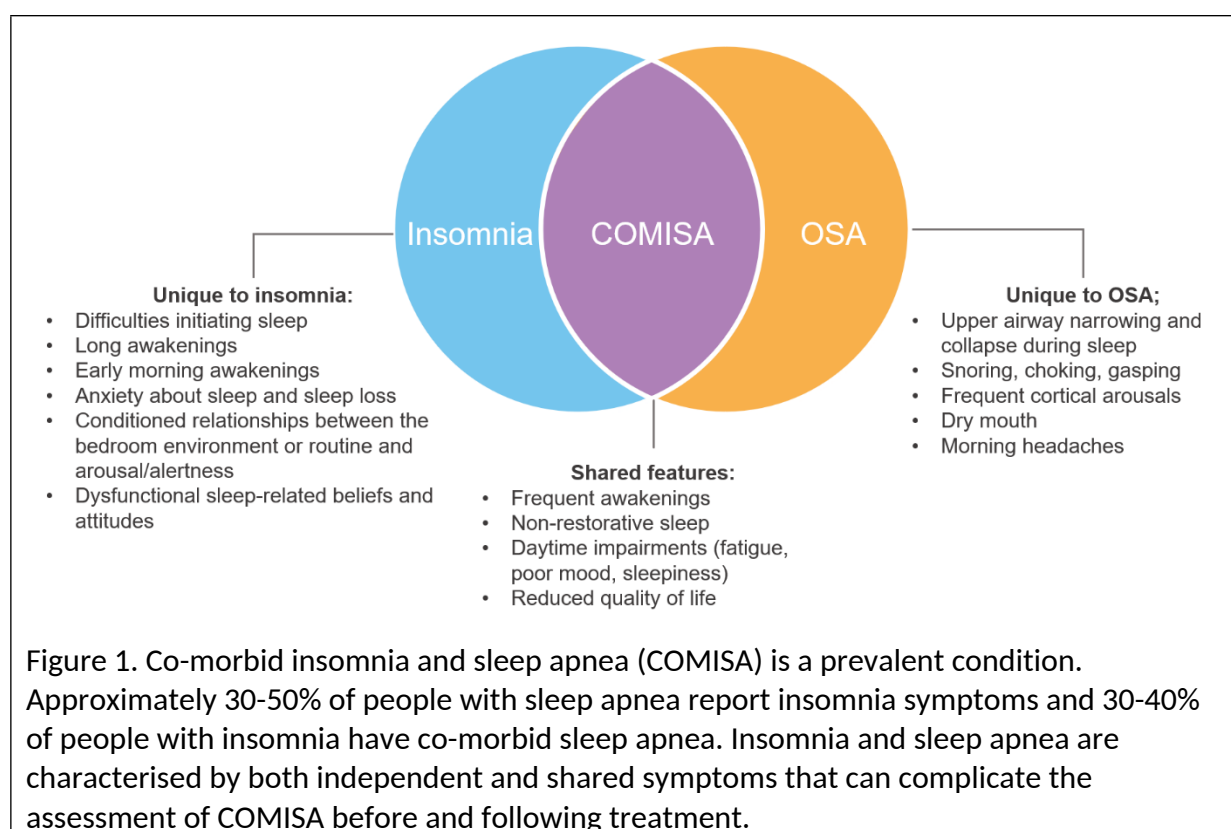 Insomnia
COMISA
OSA
Unique to insomnia:
• Difficulties initiating sleep
• Long awakenings
• Early morning awakenings
• Anxiety about sleep and sleep loss
• Conditioned relationships between the
bedroom environment or routine and
arousal/alertness
• Dysfunctional sleep-related beliefs and
attitudes
Shared features:
• Frequent awakenings
• Non-restorative sleep
• Daytime impairments (fatigue,
poor mood, sleepiness)
• Reduced quality of life
Unique to OSA;
• Upper airway narrowing and
collapse during sleep
• Snoring, choking, gasping
• Frequent cortical arousals
• Dry mouth
• Morning headaches
Figure 1. Co-morbid insomnia and sleep apnea (COMISA) is a prevalent condition.
Approximately 30-50% of people with sleep apnea report insomnia symptoms and 30-40%
of people with insomnia have co-morbid sleep apnea. Insomnia and sleep apnea are
characterised by both independent and shared symptoms that can complicate the
assessment of COMISA before and following treatment.